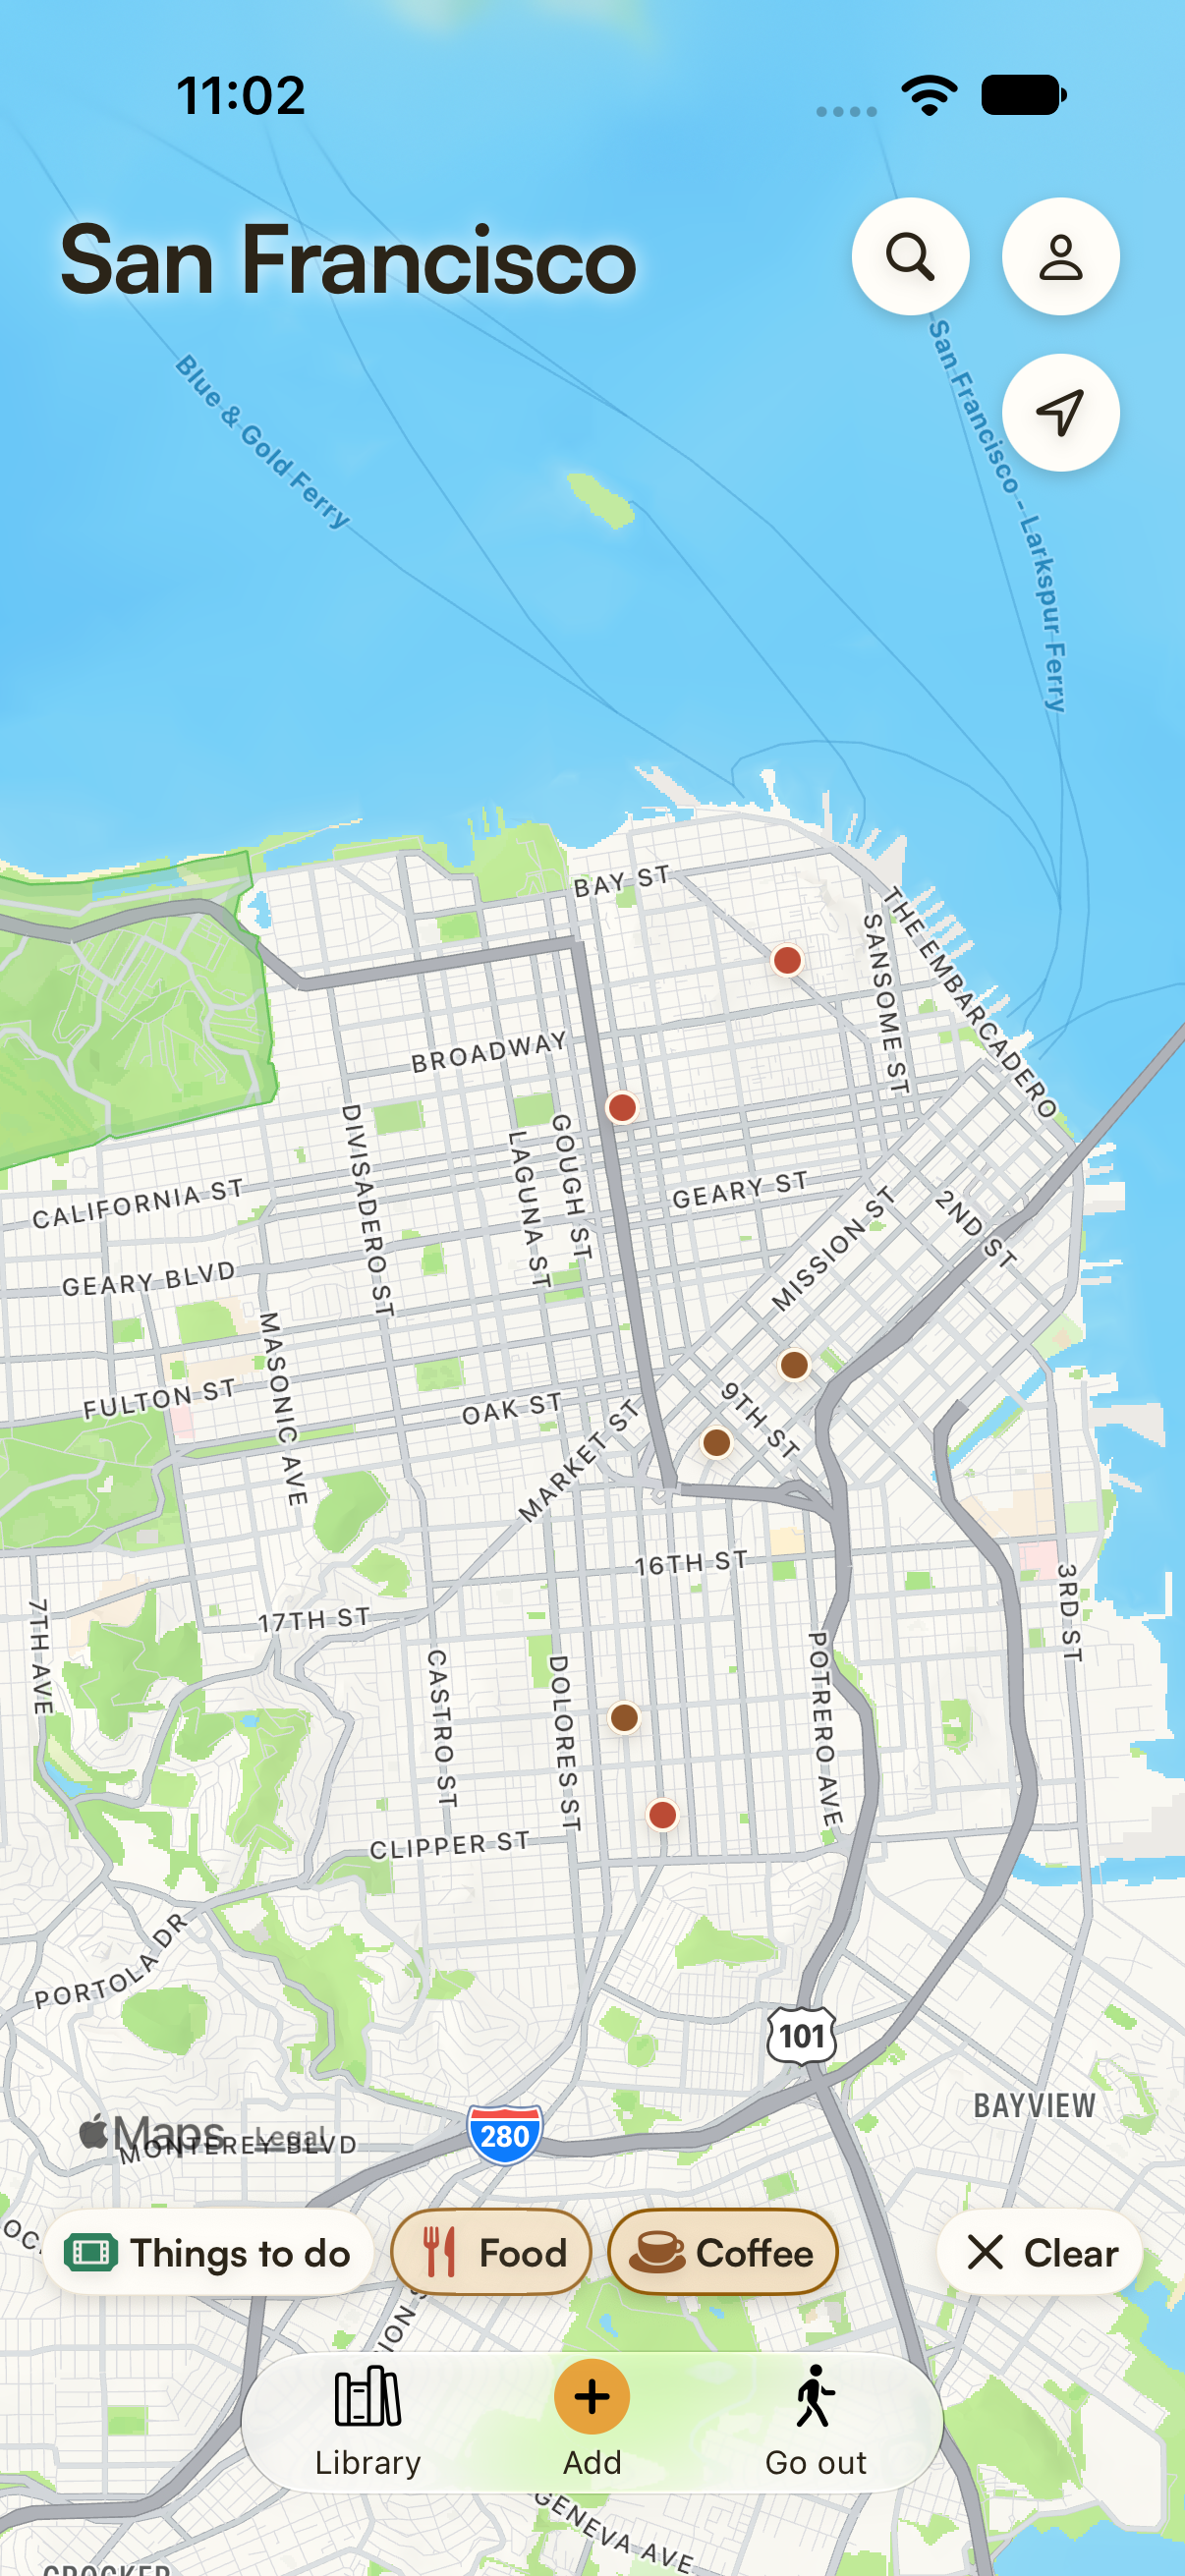 11:02
San Francisco
Blue & Gold Ferry
San Francisco - Larkspur Ferry
BAY ST
THE EMBARCADERO
SANSOME ST
BROADWAY
DIVISADERO ST
LAGUNA ST
GOUGH ST
CALIFORNIA ST
GEARY ST
MISSION ST
2ND ST
GEARY BLVD
MASONIC AVE
FULTON ST
OAK ST
MARKET ST
9TH ST
16TH ST
3RD ST
17TH ST
7TH AVE
CASTRO ST
DOLORES ST
POTRERO AVE
CLIPPER ST
PORTOLA DR
101
BAYVIEW
Maps Legal
MONTEREY BLVD
280
Things to do
Food
Coffee
Clear
Library
Add
Go out
GENEVA AVE